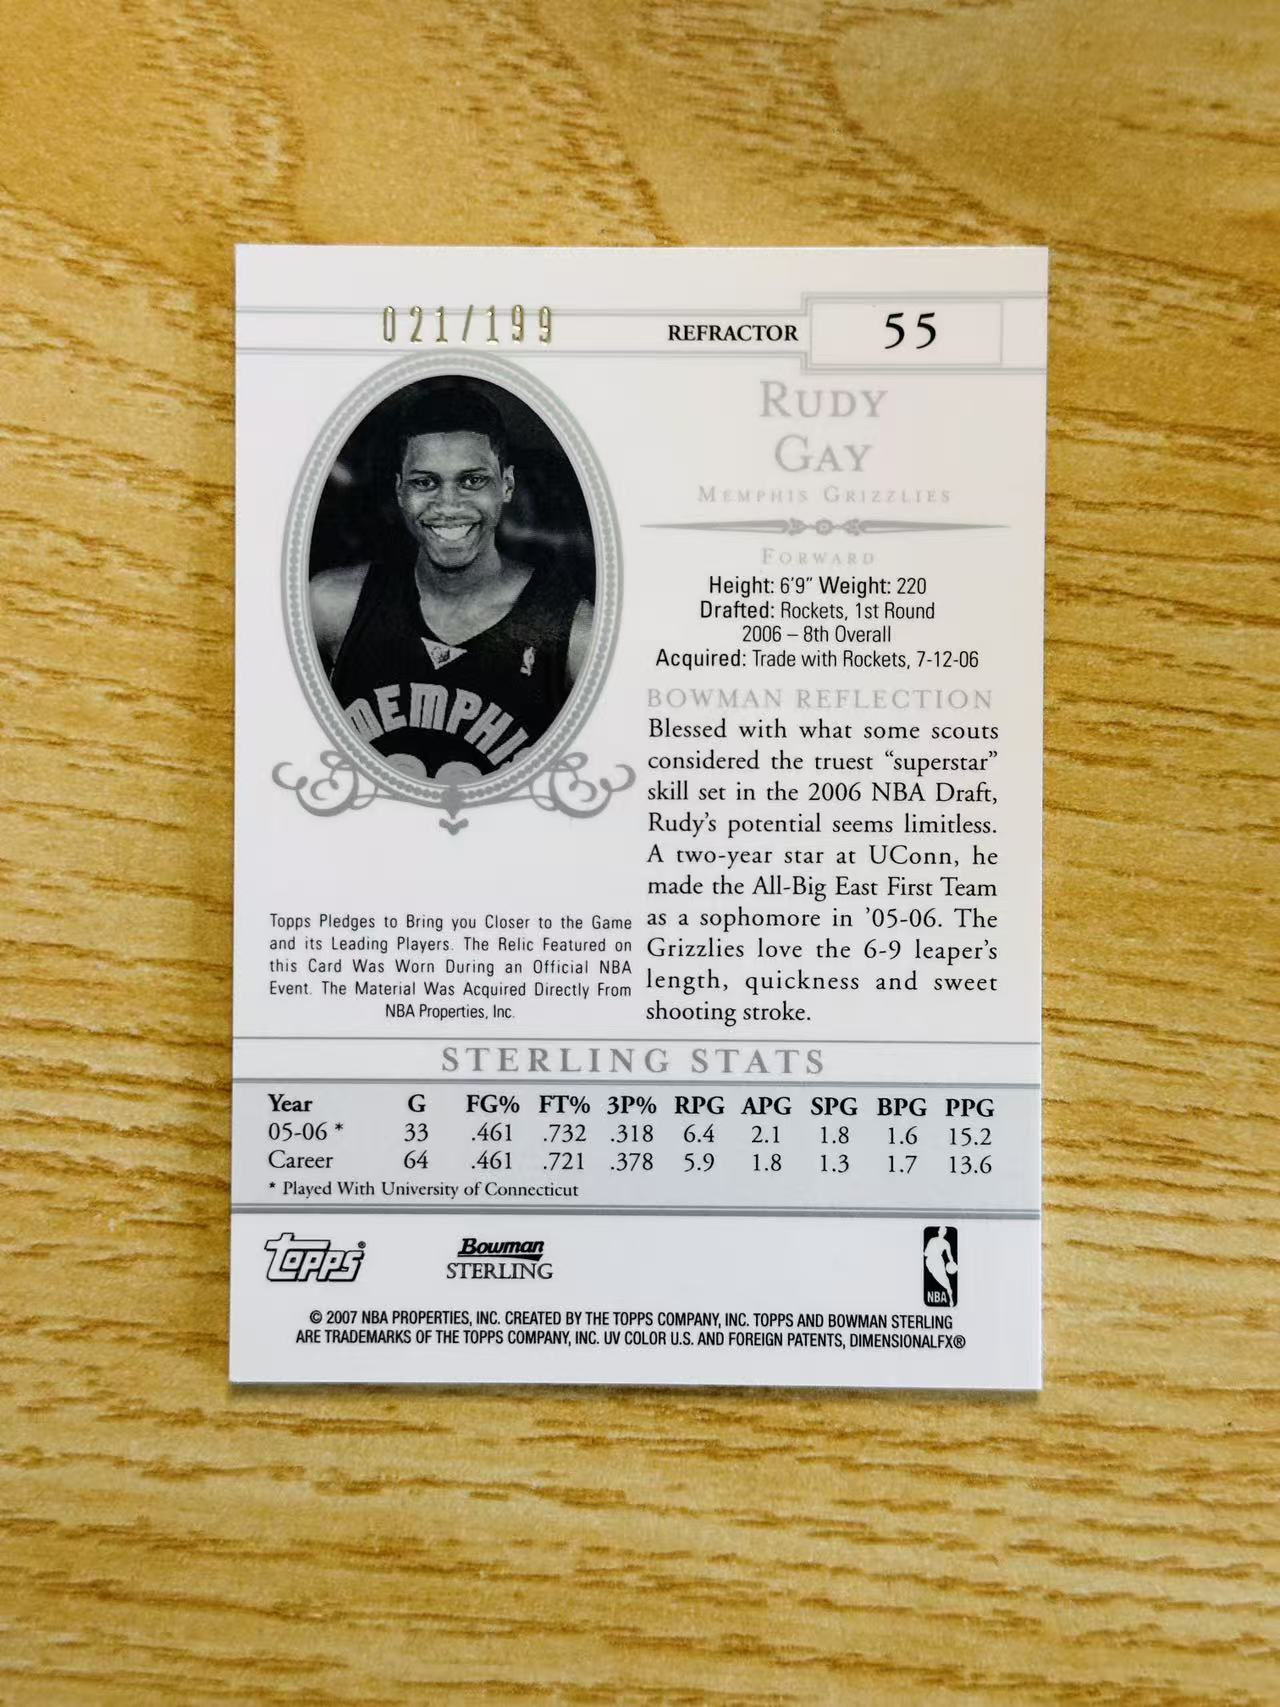 021/199
REFRACTOR
55
RUDY
GAY
MEMPHIS GRIZZLIES
FORWARD
Height: 6'9" Weight: 220
Drafted: Rockets, 1st Round
2006 – 8th Overall
Acquired: Trade with Rockets, 7-12-06
MEMPHIS
BOWMAN REFLECTION
Blessed with what some scouts
considered the truest “superstar”
skill set in the 2006 NBA Draft,
Rudy’s potential seems limitless.
A two-year star at UConn, he
made the All-Big East First Team
as a sophomore in ’05-06. The
Grizzlies love the 6-9 leaper’s
length, quickness and sweet
shooting stroke.
Topps Pledges to Bring you Closer to the Game
and its Leading Players. The Relic Featured on
this Card Was Worn During an Official NBA
Event. The Material Was Acquired Directly From
NBA Properties, Inc.
STERLING STATS
Year G FG% FT% 3P% RPG APG SPG BPG PPG
05-06 * 33 .461 .732 .318 6.4 2.1 1.8 1.6 15.2
Career 64 .461 .721 .378 5.9 1.8 1.3 1.7 13.6
* Played With University of Connecticut
Topps®
Bowman
STERLING
NBA
© 2007 NBA PROPERTIES, INC. CREATED BY THE TOPPS COMPANY, INC. TOPPS AND BOWMAN STERLING
ARE TRADEMARKS OF THE TOPPS COMPANY, INC. UV COLOR U.S. AND FOREIGN PATENTS, DIMENSIONALFX®